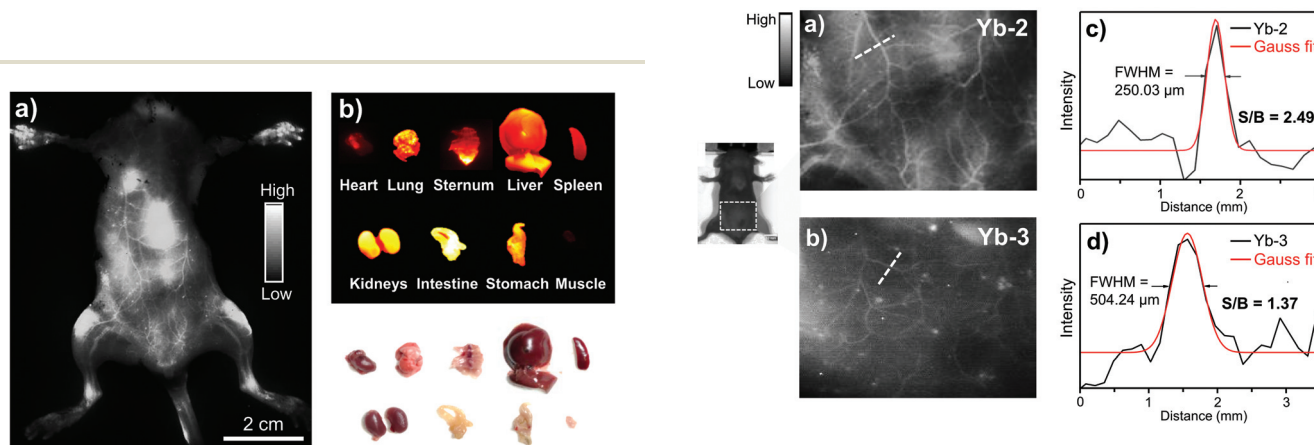 a)
High
Low
2 cm
b)
Heart Lung Sternum Liver Spleen
Kidneys Intestine Stomach Muscle
High
Low
a)
Yb-2
b)
Yb-3
c)
Yb-2
Gauss fit
FWHM =
250.03 µm
S/B = 2.49
Intensity
0 1 2
Distance (mm)
d)
Yb-3
Gauss fit
FWHM =
504.24 µm
S/B = 1.37
Intensity
0 1 2 3
Distance (mm)